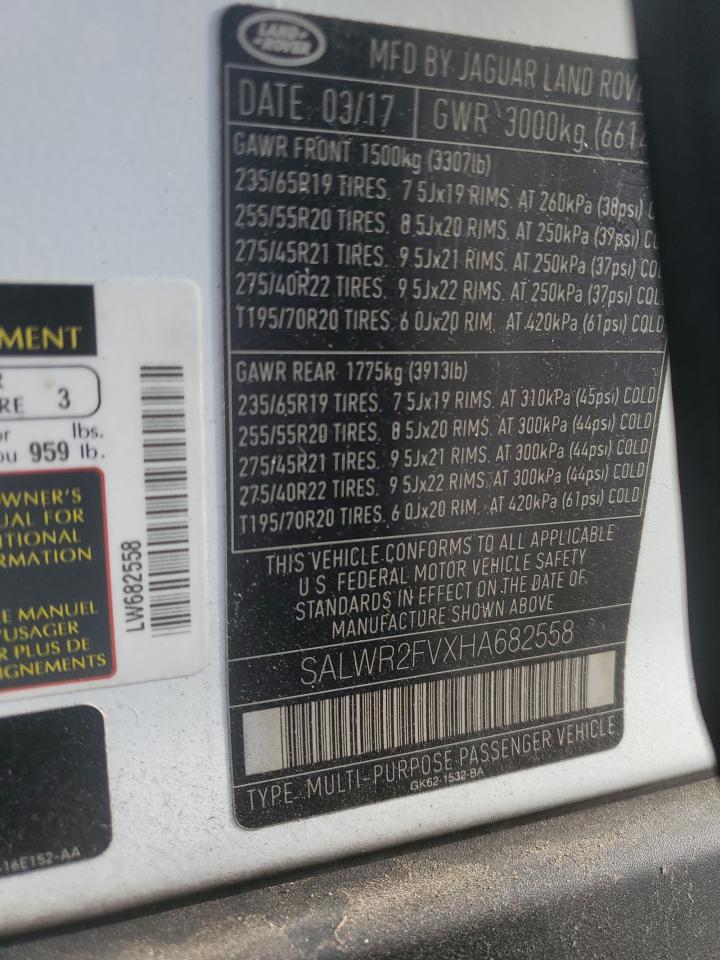 LAND-
-ROVER
MFD BY JAGUAR LAND
DATE 03/17 GWR 3000kg
GAWR FRONT 1500kg (3307lb)
235/65R19 TIRES. 7 5Jx19 RIMS. AT 260kPa (38psi)
255/55R20 TIRES. 8 5Jx20 RIMS. AT 250kPa (37psi) CO
275/45R21 TIRES. 9 5Jx21 RIMS. AT 250kPa (37psi) COL
275/40R22 TIRES. 9 5Jx22 RIMS. AT 250kPa (37psi) COL
T195/70R20 TIRES. 6 0Jx20 RIM. AT 420kPa (61psi) COLD
GAWR REAR 1775kg (3913lb)
235/65R19 TIRES. 7 5Jx19 RIMS. AT 310kPa (45psi) COLD
255/55R20 TIRES. 8 5Jx20 RIMS. AT 300kPa (44psi) COLD
275/45R21 TIRES. 9 5Jx21 RIMS. AT 300kPa (44psi) COLD
275/40R22 TIRES. 9 5Jx22 RIMS. AT 300kPa (44psi) COLD
T195/70R20 TIRES. 6 0Jx20 RIM. AT 420kPa (61psi) COLD
THIS VEHICLE CONFORMS TO ALL APPLICABLE
U.S. FEDERAL MOTOR VEHICLE SAFETY
STANDARDS IN EFFECT ON THE DATE OF
MANUFACTURE SHOWN ABOVE
SALWR2FVXHA682558
TYPE- MULTI-PURPOSE PASSENGER VEHICLE
GK62-1532-BA
MENT
R
RE 3
or lbs.
ou 959 lb.
OWNER'S
UAL FOR
ITIONAL
RMATION
E MANUEL
'USAGER
R PLUS DE
IGNEMENTS
LW682558
-16E152-AA